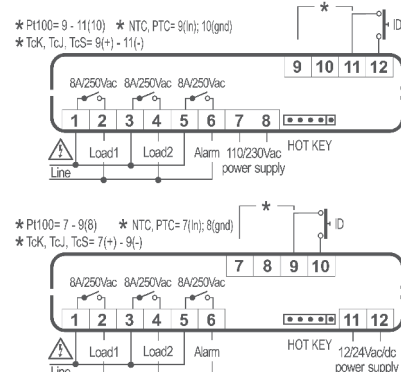 * Pt100= 9 - 11(10) * NTC, PTC= 9(In); 10(gnd)
* TcK, TcJ, TcS= 9(+) - 11(-)
*
ID
9 10 11 12
8A/250Vac 8A/250Vac 8A/250Vac
1 2 3 4 5 6 7 8
Line Load1 Load2 Alarm 110/230Vac power supply HOT KEY
* Pt100= 7 - 9(8) * NTC, PTC= 7(In); 8(gnd)
* TcK, TcJ, TcS= 7(+) - 9(-)
*
ID
7 8 9 10
8A/250Vac 8A/250Vac 8A/250Vac
1 2 3 4 5 6 11 12
Line Load1 Load2 Alarm HOT KEY 12/24Vac/dc
power supply